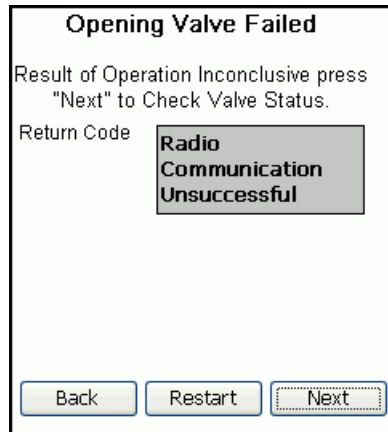 Opening Valve Failed
Result of Operation Inconclusive press
"Next" to Check Valve Status.
Return Code
Radio
Communication
Unsuccessful
Back Restart Next